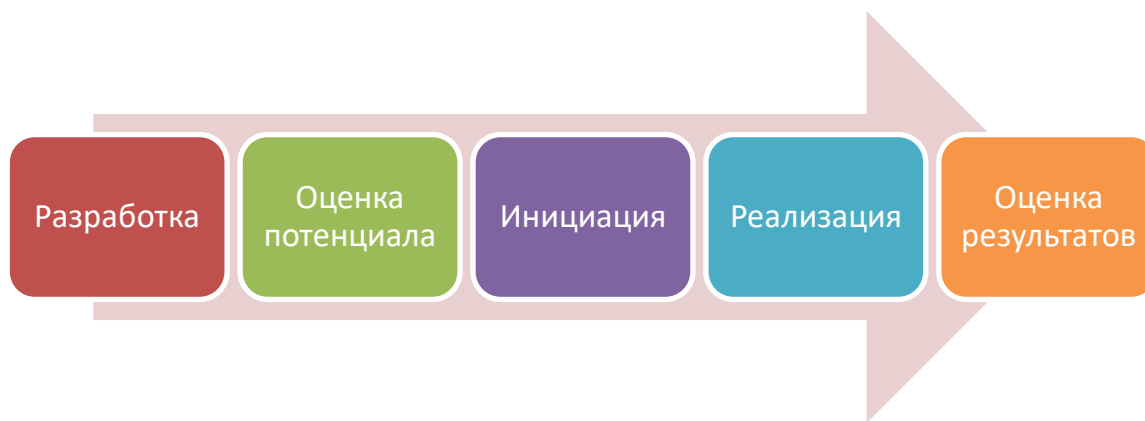 Разработка
Оценка
потенциала
Инициация
Реализация
Оценка
результатов